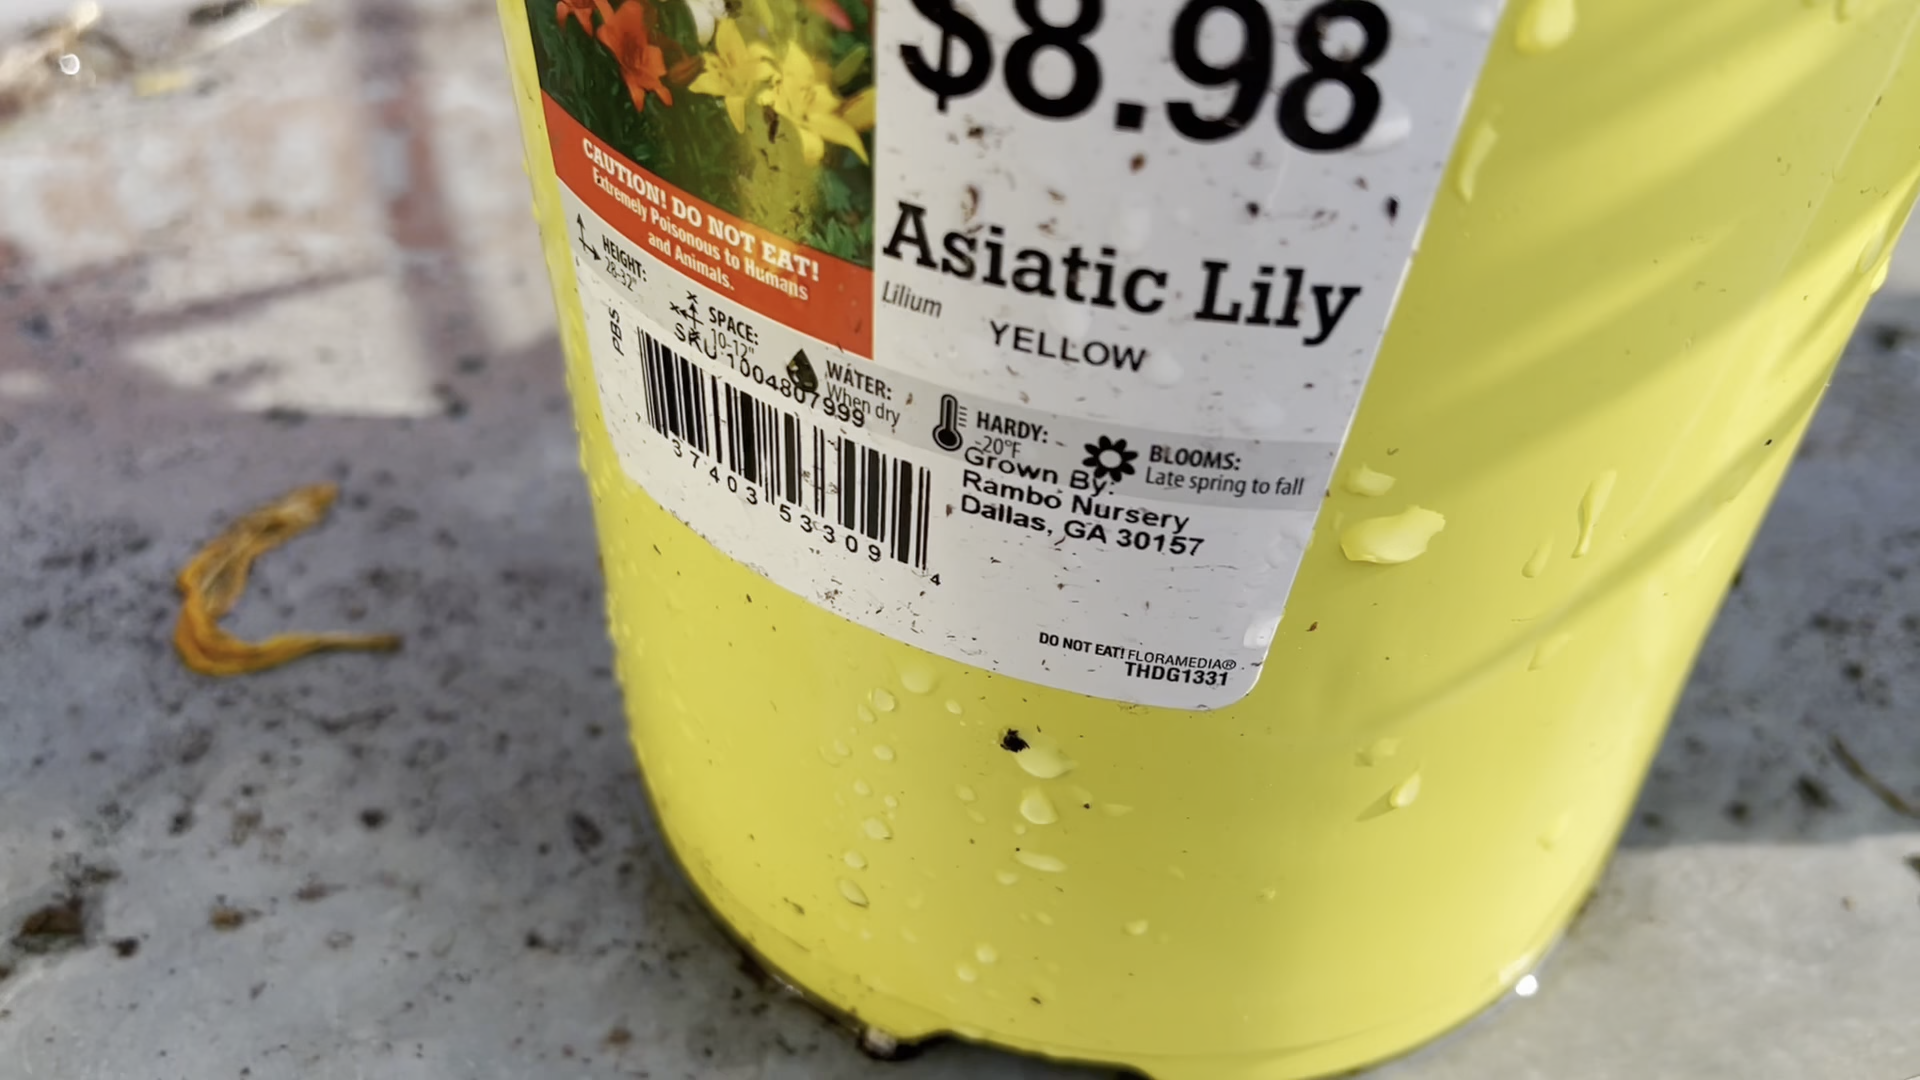 $8.98
CAUTION! DO NOT EAT!
Extremely Poisonous to Humans
and Animals.
Asiatic Lily
Lilium
YELLOW
HEIGHT:
28-32"
SPACE:
10-12"
WATER:
When dry
HARDY:
-20°F
BLOOMS:
Late spring to fall
PBS
SKU 1004807999
7 37403 53309 4
Grown By:
Rambo Nursery
Dallas, GA 30157
DO NOT EAT! FLORAMEDIA®
THDG1331